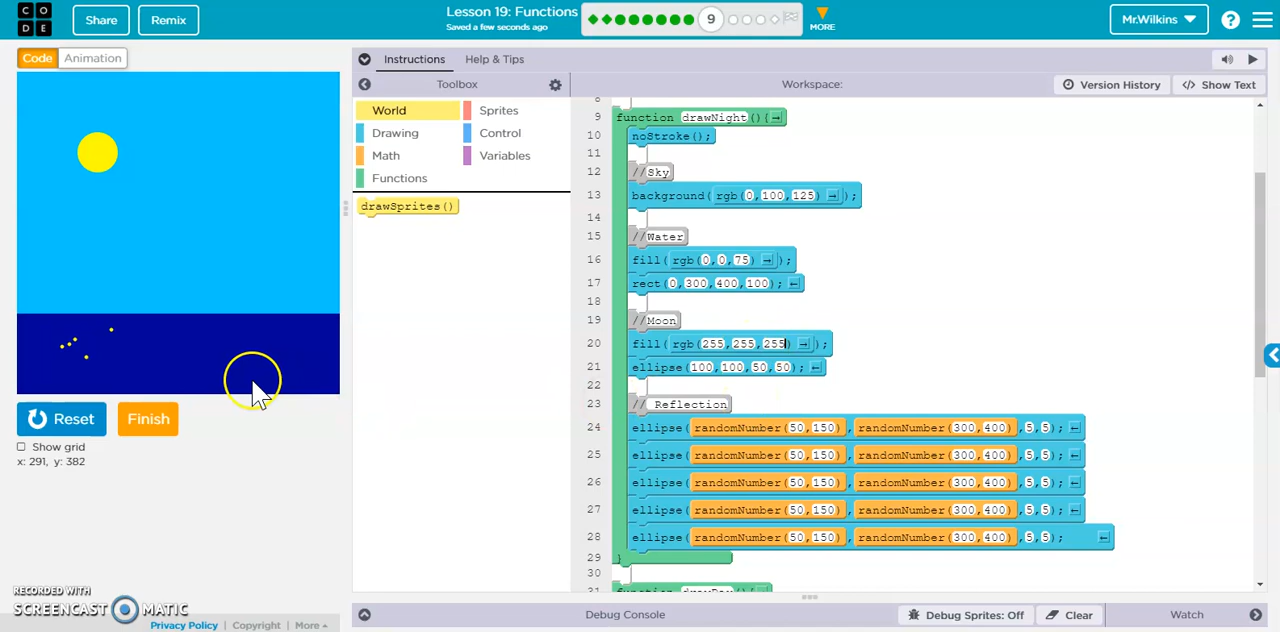 CO
DE
Share
Remix
Lesson 19: Functions
Saved a few seconds ago
9
MORE
Mr.Wilkins
?
Code
Animation
Instructions
Help & Tips
Toolbox
Workspace:
Version History
</> Show Text
World
Sprites
Drawing
Control
Math
Variables
Functions
drawSprites()
8
9 function drawNight(){
10 noStroke();
11
12 //Sky
13 background(rgb(0,100,125));
14
15 //Water
16 fill(rgb(0,0,75));
17 rect(0,300,400,100);
18
19 //Moon
20 fill(rgb(255,255,255));
21 ellipse(100,100,50,50);
22
23 // Reflection
24 ellipse(randomNumber(50,150),randomNumber(300,400),5,5);
25 ellipse(randomNumber(50,150),randomNumber(300,400),5,5);
26 ellipse(randomNumber(50,150),randomNumber(300,400),5,5);
27 ellipse(randomNumber(50,150),randomNumber(300,400),5,5);
28 ellipse(randomNumber(50,150),randomNumber(300,400),5,5);
29 }
30
Reset
Finish
Show grid
x: 291, y: 382
RECORDED WITH
SCREENCAST MATIC
Privacy Policy
Copyright
More
Debug Console
Debug Sprites: Off
Clear
Watch